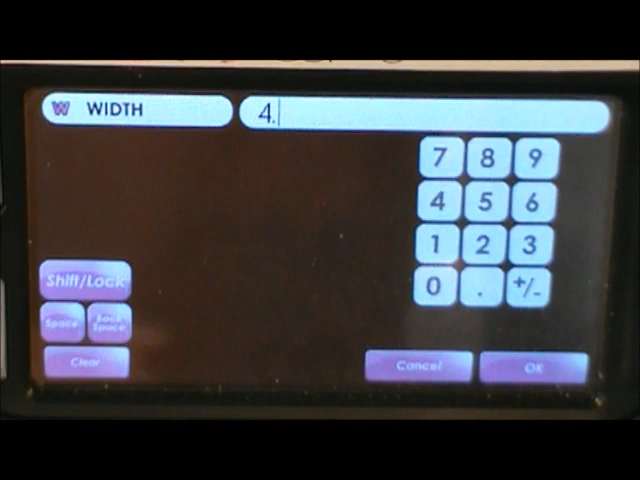 W WIDTH 4.
7 8 9
4 5 6
1 2 3
0 . +/-
Shift/Lock
Space Back Space
Clear Cancel OK